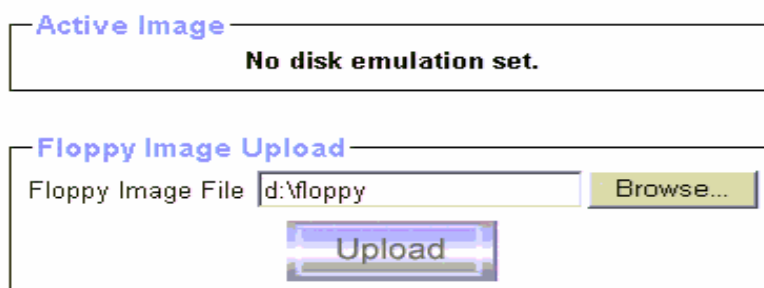 Active Image
No disk emulation set.
Floppy Image Upload
Floppy Image File d:\floppy Browse...
Upload